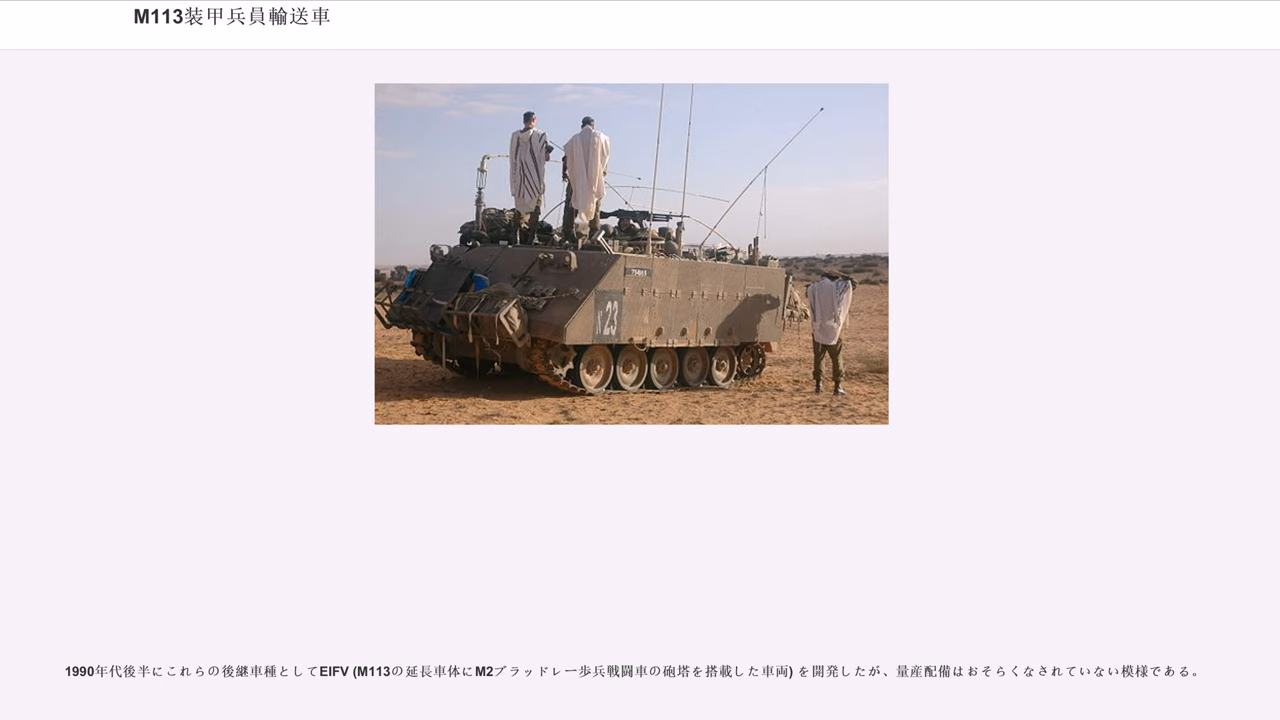 M113装甲兵員輸送車
23
1990年代後半にこれらの後継車種としてEIFV (M113の延長車体にM2ブラッドレー歩兵戦闘車の砲塔を搭載した車両) を開発したが、量産配備はおそらくなされていない模様である。